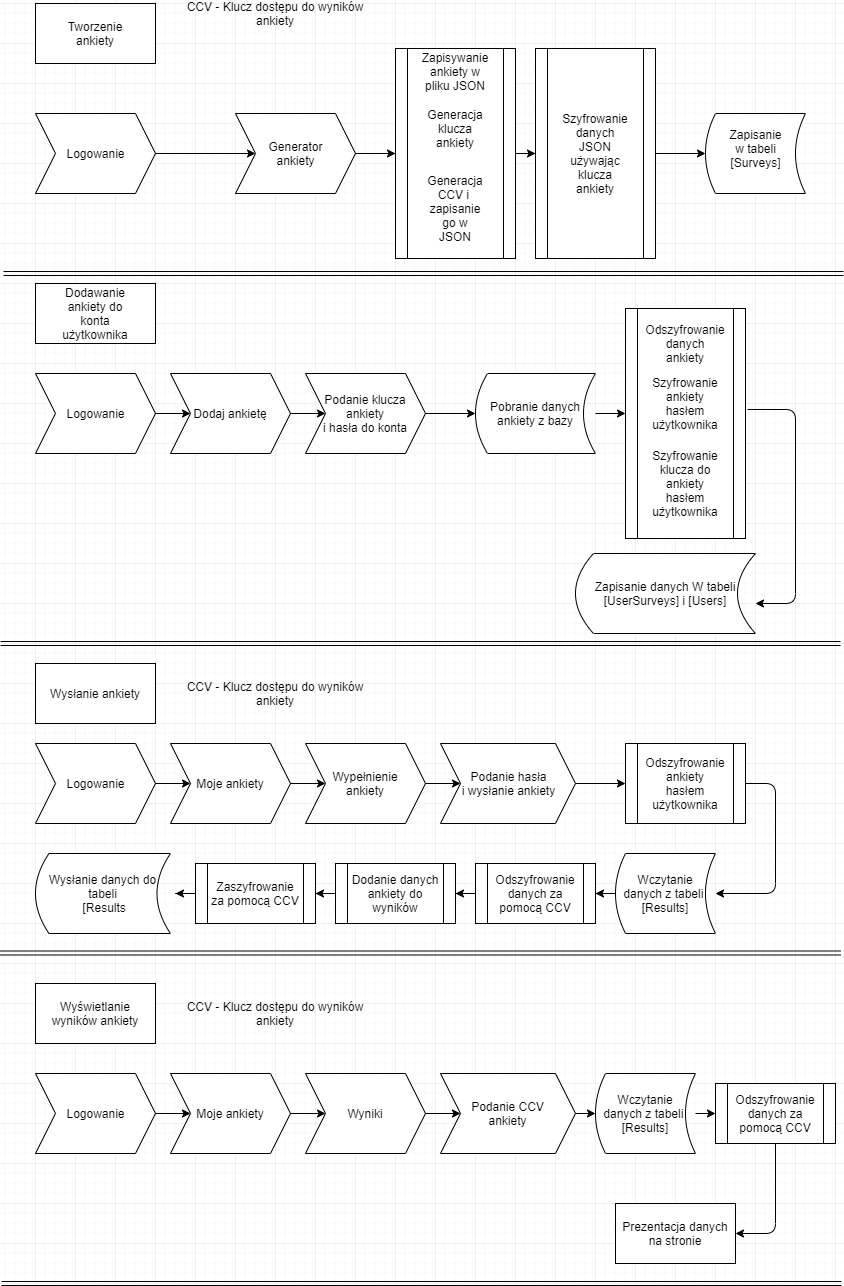 CCV - Klucz dostępu do wyników
ankiety
Tworzenie
ankiety
Logowanie
Generator
ankiety
Zapisywanie
ankiety w
pliku JSON
Generacja
klucza
ankiety
Generacja
CCV i
zapisanie
go w
JSON
Szyfrowanie
danych
JSON
używając
klucza
ankiety
Zapisanie
w tabeli
[Surveys]
Dodawanie
ankiety do
konta
użytkownika
Logowanie
Dodaj ankietę
Podanie klucza
ankiety
i hasła do konta
Pobranie danych
ankiety z bazy
Odszyfrowanie
danych
ankiety
Szyfrowanie
ankiety
hasłem
użytkownika
Szyfrowanie
klucza do
ankiety
hasłem
użytkownika
Zapisanie danych W tabeli
[UserSurveys] i [Users]
Wysłanie ankiety
CCV - Klucz dostępu do wyników
ankiety
Logowanie
Moje ankiety
Wypełnienie
ankiety
Podanie hasła
i wysłanie ankiety
Odszyfrowanie
ankiety
hasłem
użytkownika
Wysłanie danych do
tabeli
[Results
Zaszyfrowanie
za pomocą CCV
Dodanie danych
ankiety do
wyników
Odszyfrowanie
danych za
pomocą CCV
Wczytanie
danych z tabeli
[Results]
Wyświetlanie
wyników ankiety
CCV - Klucz dostępu do wyników
ankiety
Logowanie
Moje ankiety
Wyniki
Podanie CCV
ankiety
Wczytanie
danych z tabeli
[Results]
Odszyfrowanie
danych za
pomocą CCV
Prezentacja danych
na stronie